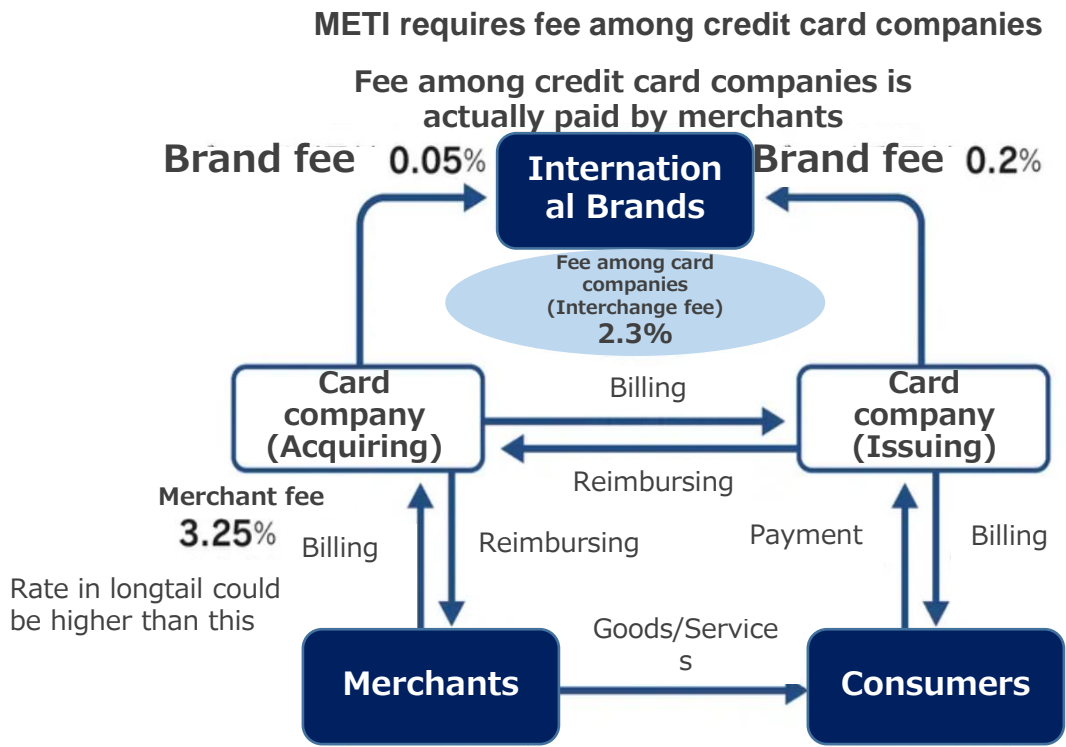 METI requires fee among credit card companies
Fee among credit card companies is
actually paid by merchants
Brand fee 0.05%
Internation
al Brands
Brand fee 0.2%
Fee among card
companies
(Interchange fee)
2.3%
Card
company
(Acquiring)
Billing
Card
company
(Issuing)
Reimbursing
Merchant fee
3.25%
Billing
Reimbursing
Payment
Billing
Rate in longtail could
be higher than this
Goods/Service
s
Merchants
Consumers